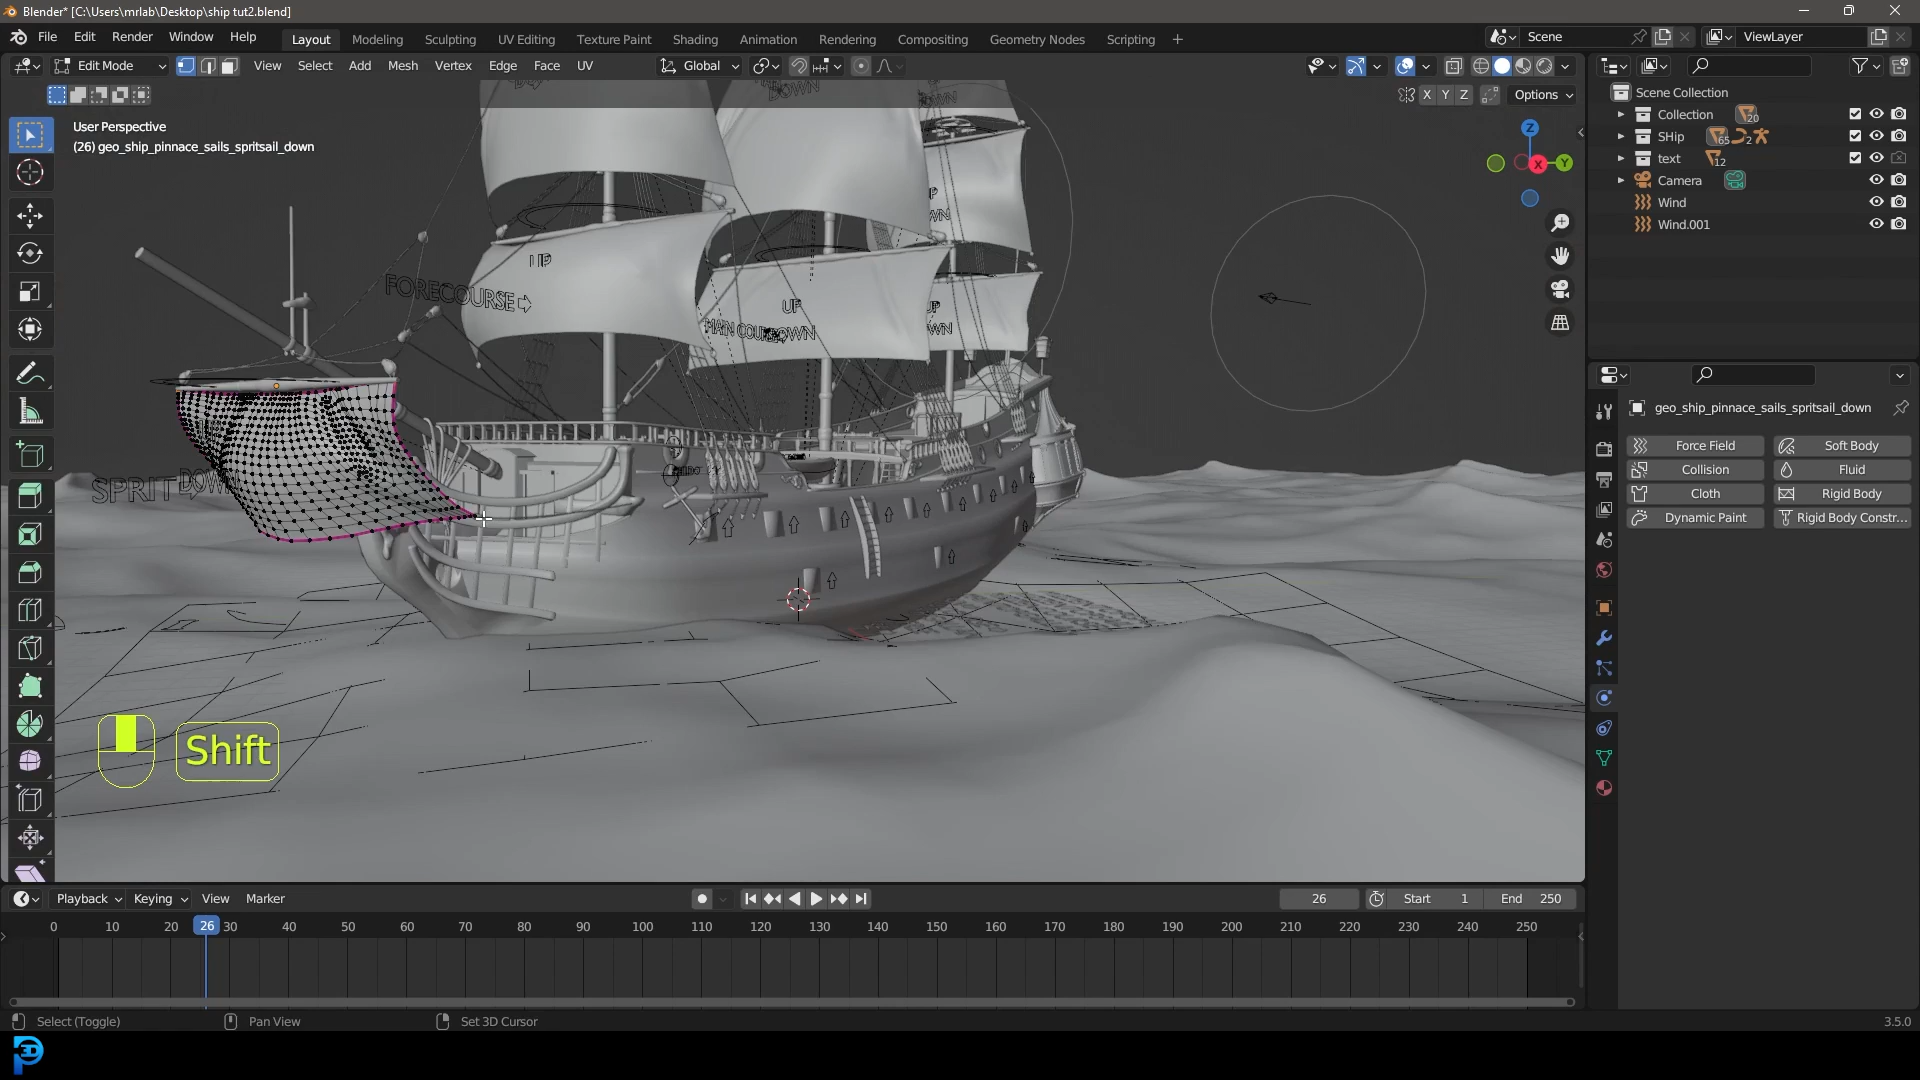 Blender* [C:\Users\mrlab\Desktop\ship tut2.blend]
File Edit Render Window Help Layout Modeling Sculpting UV Editing Texture Paint Shading Animation Rendering Compositing Geometry Nodes Scripting + Scene ViewLayer
Edit Mode View Select Add Mesh Vertex Edge Face UV Global
X Y Z Options
User Perspective
(26) geo_ship_pinnace_sails_spritsail_down
Z
X Y
Scene Collection
Collection 20
SHip 65 2
text 12
Camera
Wind
Wind.001
DOWN
UP
FORECOURSE
UP
UP
SPRIT DOWN
geo_ship_pinnace_sails_spritsail_down
Force Field Soft Body
Collision Fluid
Cloth Rigid Body
Dynamic Paint Rigid Body Constr...
Shift
Playback Keying View Marker 26 Start 1 End 250
0 10 20 26 30 40 50 60 70 80 90 100 110 120 130 140 150 160 170 180 190 200 210 220 230 240 250
Select (Toggle) Pan View Set 3D Cursor 3.5.0